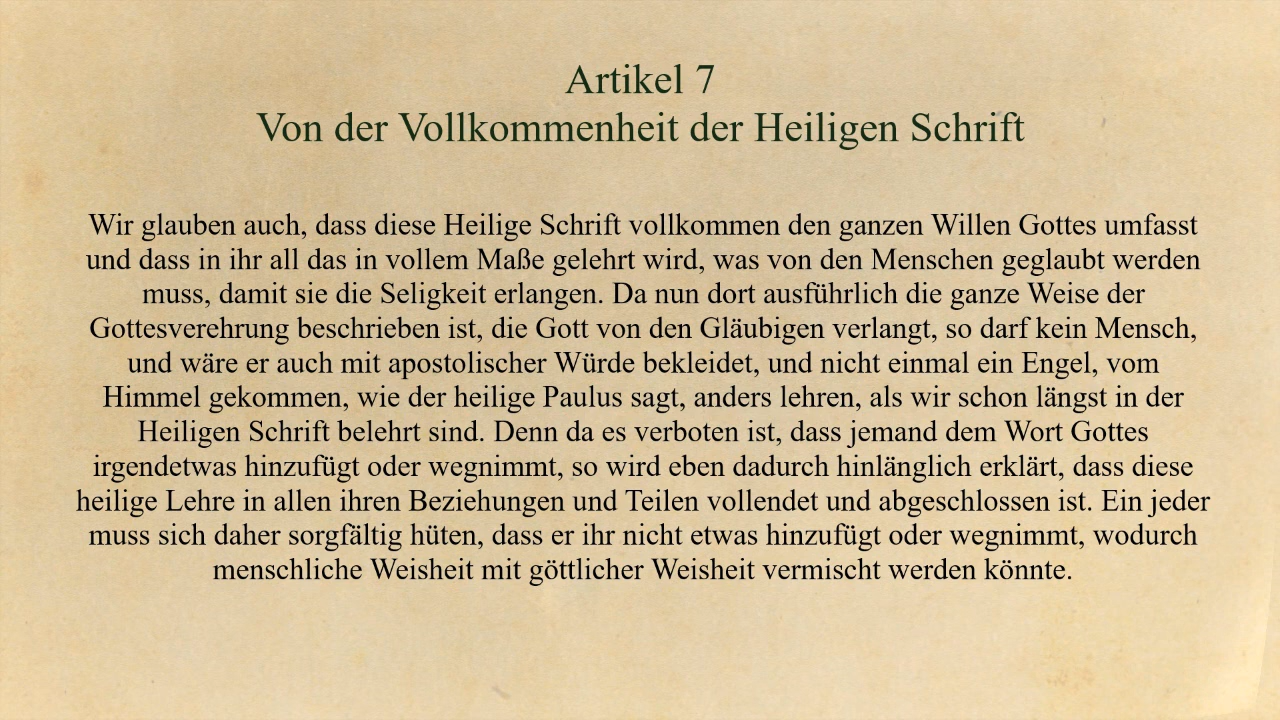 Artikel 7
Von der Vollkommenheit der Heiligen Schrift
Wir glauben auch, dass diese Heilige Schrift vollkommen den ganzen Willen Gottes umfasst
und dass in ihr all das in vollem Maße gelehrt wird, was von den Menschen geglaubt werden
muss, damit sie die Seligkeit erlangen. Da nun dort ausführlich die ganze Weise der
Gottesverehrung beschrieben ist, die Gott von den Gläubigen verlangt, so darf kein Mensch,
und wäre er auch mit apostolischer Würde bekleidet, und nicht einmal ein Engel, vom
Himmel gekommen, wie der heilige Paulus sagt, anders lehren, als wir schon längst in der
Heiligen Schrift belehrt sind. Denn da es verboten ist, dass jemand dem Wort Gottes
irgendetwas hinzufügt oder wegnimmt, so wird eben dadurch hinlänglich erklärt, dass diese
heilige Lehre in allen ihren Beziehungen und Teilen vollendet und abgeschlossen ist. Ein jeder
muss sich daher sorgfältig hüten, dass er ihr nicht etwas hinzufügt oder wegnimmt, wodurch
menschliche Weisheit mit göttlicher Weisheit vermischt werden könnte.